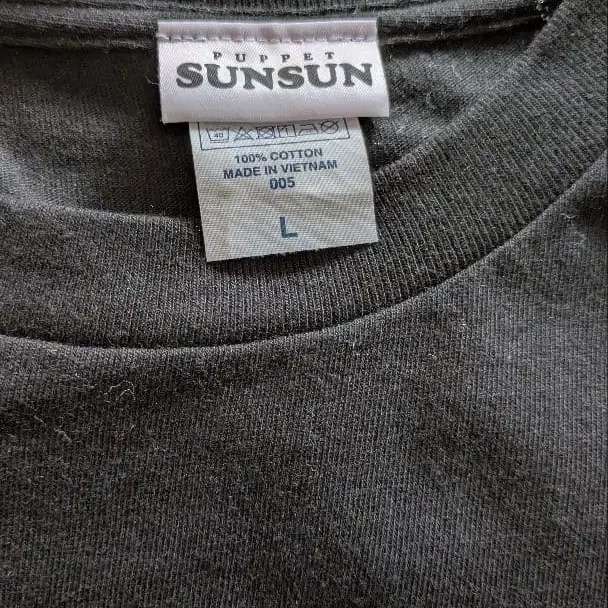 PUPPET
SUNSUN
40
100% COTTON
MADE IN VIETNAM
005
L